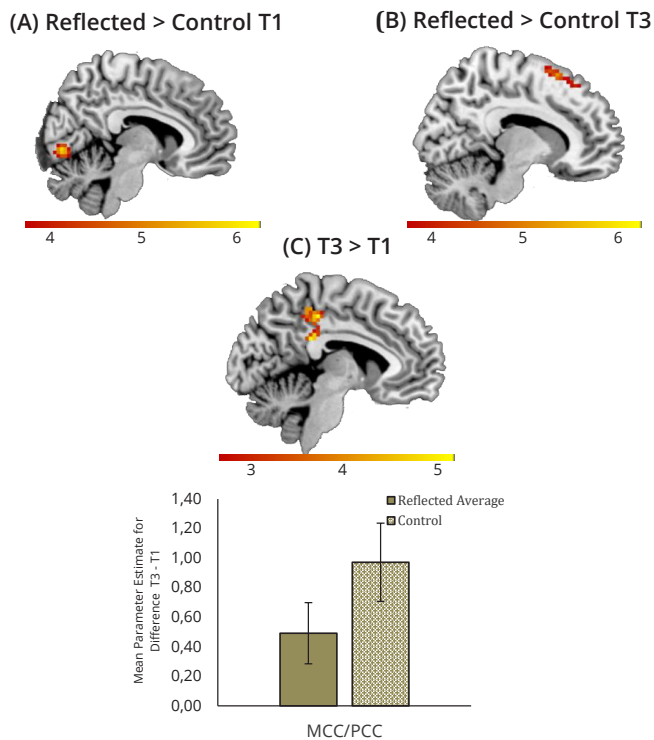 (A) Reflected > Control T1
(B) Reflected > Control T3
4 5 6
4 5 6
(C) T3 > T1
3 4 5
Mean Parameter Estimate for
Difference T3 - T1
1,40
1,20
1,00
0,80
0,60
0,40
0,20
0,00
Reflected Average
Control
MCC/PCC